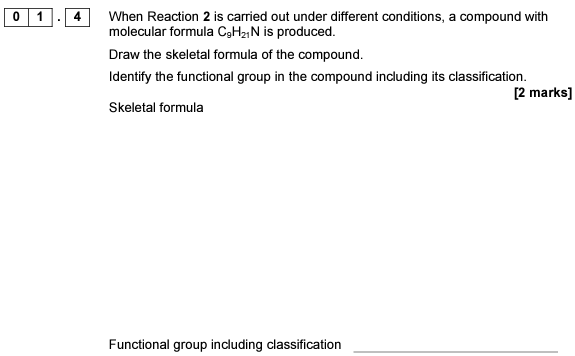 0 1 . 4 When Reaction 2 is carried out under different conditions, a compound with
molecular formula C₉H₂₁N is produced.
Draw the skeletal formula of the compound.
Identify the functional group in the compound including its classification.
[2 marks]
Skeletal formula
Functional group including classification